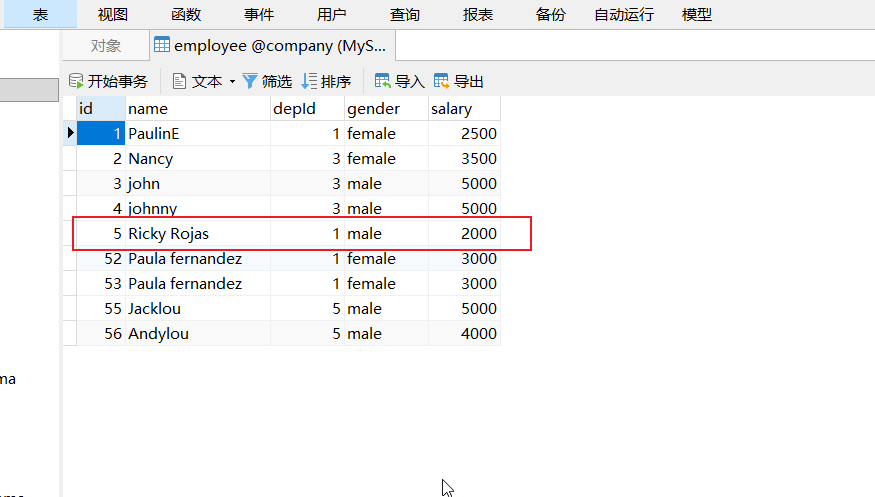 表 视图 函数 事件 用户 查询 报表 备份 自动运行 模型
对象 employee @company (MyS...
开始事务 文本 筛选 排序 导入 导出
id name depId gender salary
1 PaulinE 1 female 2500
2 Nancy 3 female 3500
3 john 3 male 5000
4 johnny 3 male 5000
5 Ricky Rojas 1 male 2000
52 Paula fernandez 1 female 3000
53 Paula fernandez 1 female 3000
55 Jacklou 5 male 5000
56 Andylou 5 male 4000
ma